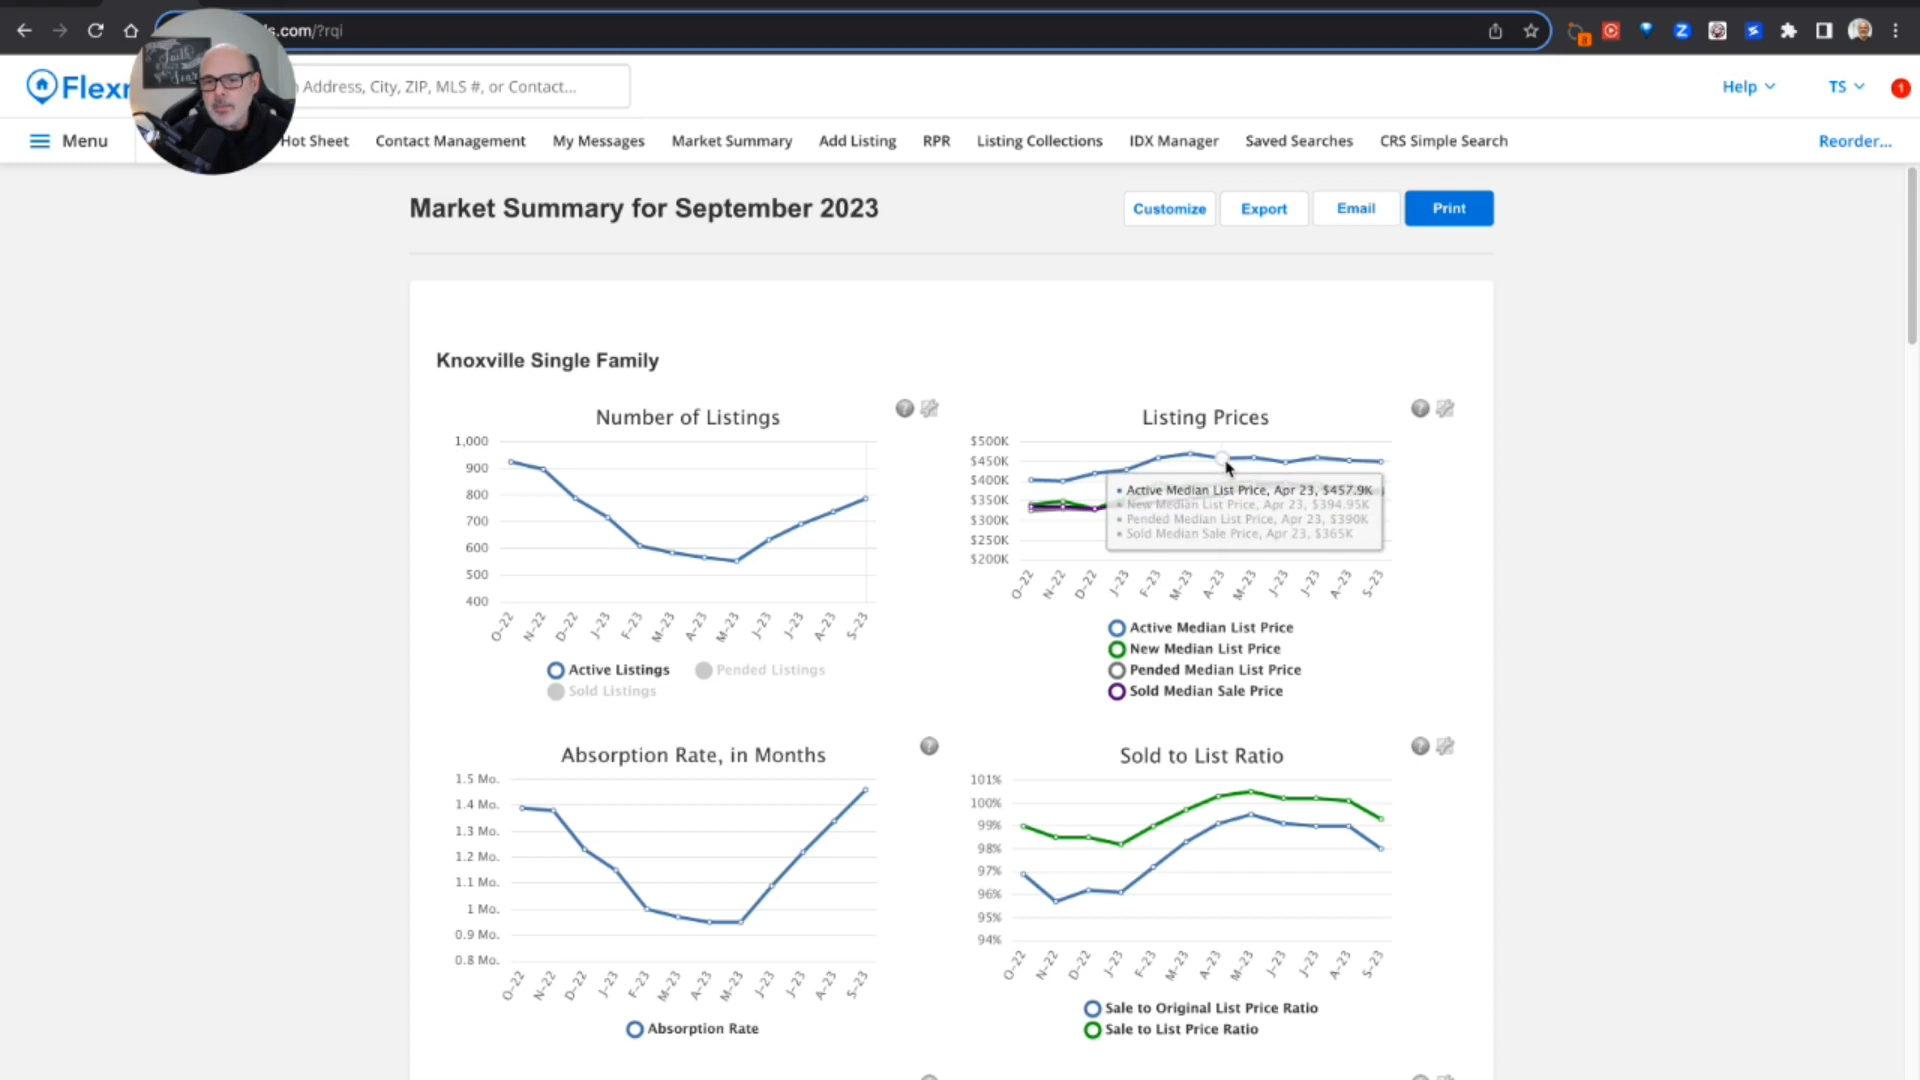 s.com/?rqi
Flexm
Address, City, ZIP, MLS #, or Contact...
Help
TS
1
Menu
Hot Sheet
Contact Management
My Messages
Market Summary
Add Listing
RPR
Listing Collections
IDX Manager
Saved Searches
CRS Simple Search
Reorder...
Market Summary for September 2023
Customize
Export
Email
Print
Knoxville Single Family
Number of Listings
1,000
900
800
700
600
500
400
O-22
N-22
D-22
J-23
F-23
M-23
A-23
M-23
J-23
J-23
A-23
S-23
Active Listings
Pended Listings
Sold Listings
Listing Prices
$500K
$450K
$400K
$350K
$300K
$250K
$200K
Active Median List Price, Apr 23, $457.9K
New Median List Price, Apr 23, $394.95K
Pended Median List Price, Apr 23, $390K
Sold Median Sale Price, Apr 23, $365K
O-22
N-22
D-22
J-23
F-23
M-23
A-23
M-23
J-23
J-23
A-23
S-23
Active Median List Price
New Median List Price
Pended Median List Price
Sold Median Sale Price
Absorption Rate, in Months
1.5 Mo.
1.4 Mo.
1.3 Mo.
1.2 Mo.
1.1 Mo.
1 Mo.
0.9 Mo.
0.8 Mo.
O-22
N-22
D-22
J-23
F-23
M-23
A-23
M-23
J-23
J-23
A-23
S-23
Absorption Rate
Sold to List Ratio
101%
100%
99%
98%
97%
96%
95%
94%
O-22
N-22
D-22
J-23
F-23
M-23
A-23
M-23
J-23
J-23
A-23
S-23
Sale to Original List Price Ratio
Sale to List Price Ratio